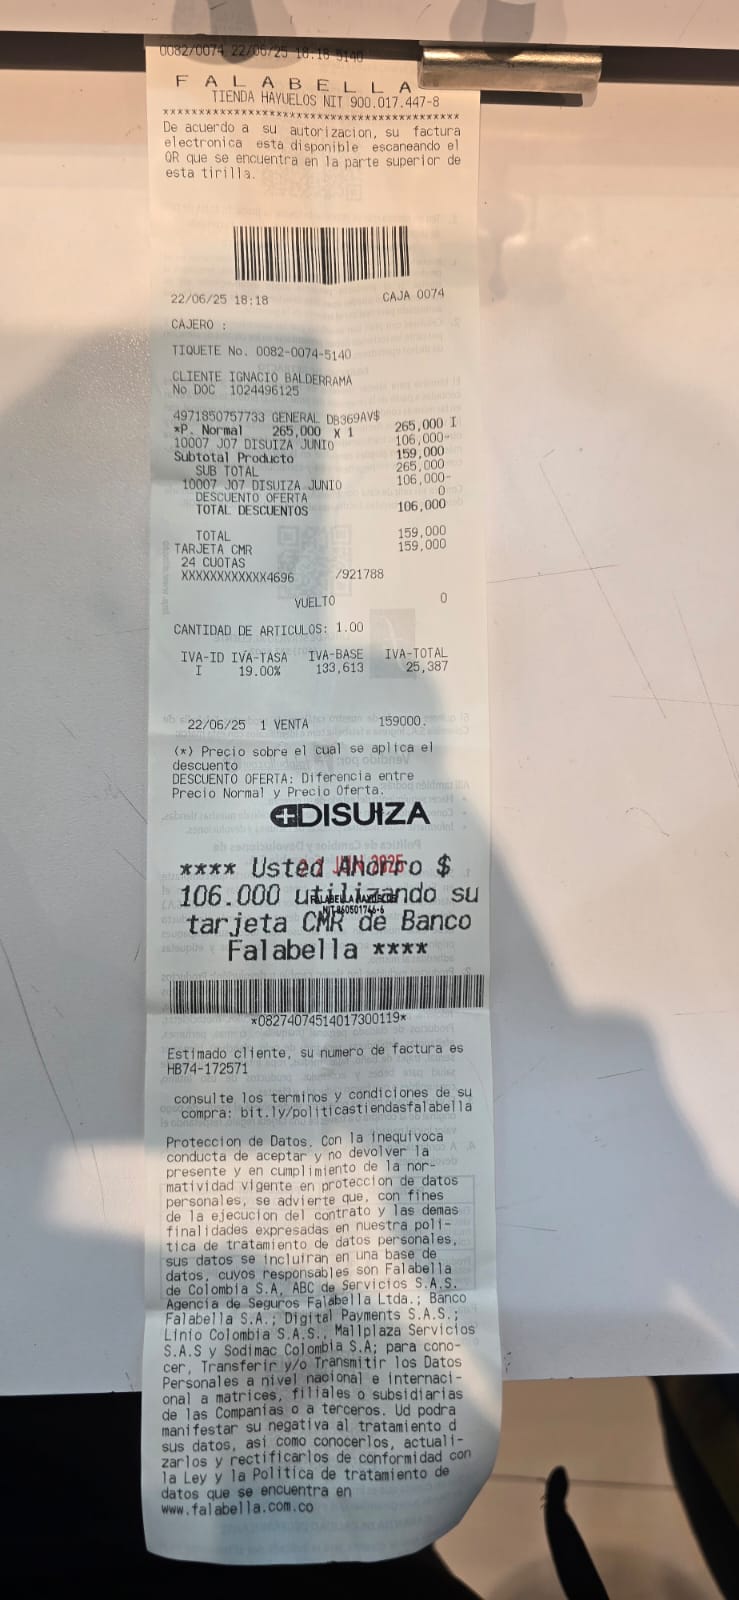 0082/0074 22/06/25 18:18 5140
FALABELLA
TIENDA HAYUELOS NIT 900.017.447-8
******************************************
De acuerdo a su autorizacion, su factura
electronica esta disponible escaneando el
QR que se encuentra en la parte superior de
esta tirilla.
22/06/25 18:18 CAJA 0074
CAJERO :
TIQUETE No. 0082-0074-5140
CLIENTE IGNACIO BALDERRAMA
No DOC 1024496125
4971850757733 GENERAL DB369AV$
*P. Normal 265,000 X 1 265,000 I
10007 J07 DISUIZA JUNIO 106,000-
Subtotal Producto 159,000
SUB TOTAL 265,000
10007 J07 DISUIZA JUNIO 106,000-
DESCUENTO OFERTA 0
TOTAL DESCUENTOS 106,000
TOTAL 159,000
TARJETA CMR 159,000
24 CUOTAS
XXXXXXXXXXXX4696 /921788
VUELTO 0
CANTIDAD DE ARTICULOS: 1.00
IVA-ID IVA-TASA IVA-BASE IVA-TOTAL
I 19.00% 133,613 25,387
22/06/25 1 VENTA 159000.
(*) Precio sobre el cual se aplica el
descuento
DESCUENTO OFERTA: Diferencia entre
Precio Normal y Precio Oferta.
DISUIZA
**** Usted Ahorro $
JUN 2025
106.000 utilizando su
FALABELLA HAYUELOS
tarjeta CMR de Banco
Falabella ****
*08274074514017300119*
Estimado cliente, su numero de factura es
HB74-172571
consulte los terminos y condiciones de su
compra: bit.ly/politicastiendasfalabella
Proteccion de Datos. Con la inequivoca
conducta de aceptar y no devolver la
presente y en cumplimiento de la nor-
matividad vigente en proteccion de datos
personales, se advierte que, con fines
de la ejecucion del contrato y las demas
finalidades expresadas en nuestra poli-
tica de tratamiento de datos personales,
sus datos se incluiran en una base de
datos, cuyos responsables son Falabella
de Colombia S.A, ABC de Servicios S.A.S.
Agencia de Seguros Falabella Ltda.; Banco
Falabella S.A.; Digital Payments S.A.S.;
Linio Colombia S.A.S., Mallplaza Servicios
S.A.S y Sodimac Colombia S.A; para cono-
cer, Transferir y/o Transmitir los Datos
Personales a nivel nacional e internaci-
onal a matrices, filiales o subsidiarias
de las Companias o a terceros. Ud podra
manifestar su negativa al tratamiento d
sus datos, asi como conocerlos, actuali-
zarlos y rectificarlos de conformidad con
la Ley y la Politica de tratamiento de
datos que se encuentra en
www.falabella.com.co